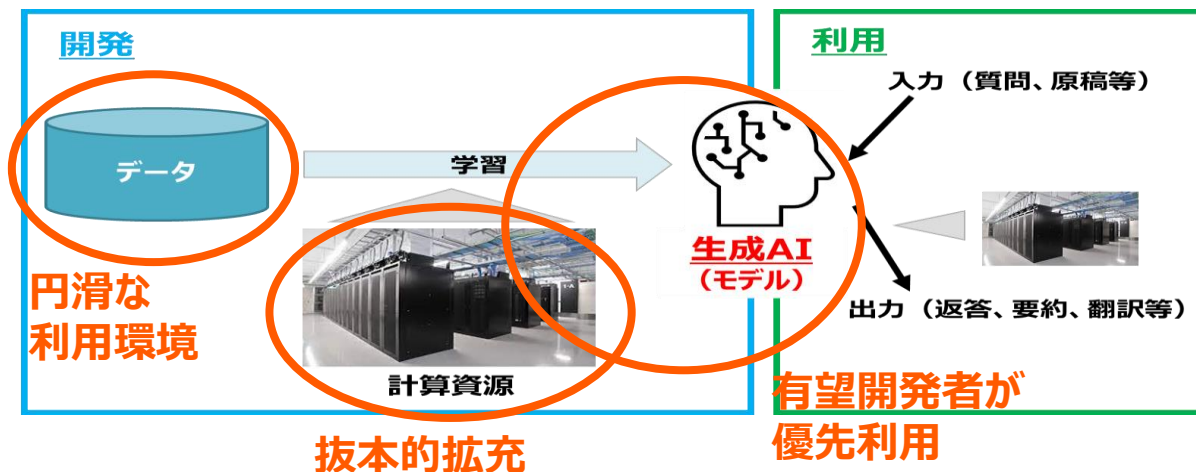 開発
データ
学習
計算資源
生成AI
(モデル)
円滑な
利用環境
抜本的拡充
利用
入力（質問、原稿等）
出力（返答、要約、翻訳等）
有望開発者が
優先利用